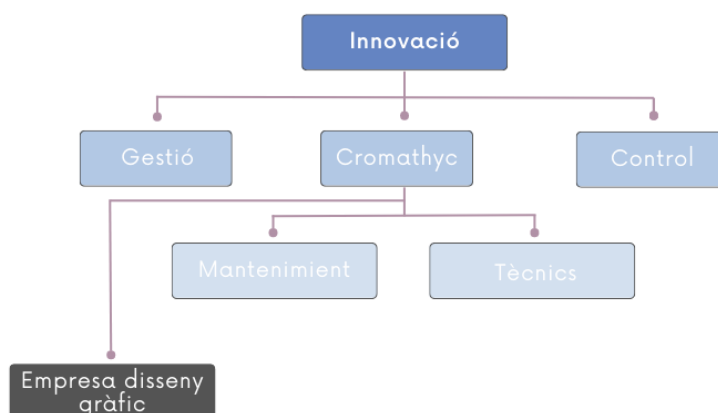 Innovació
Gestió
Cromathyc
Control
Mantenimient
Tècnics
Empresa disseny
gràfic